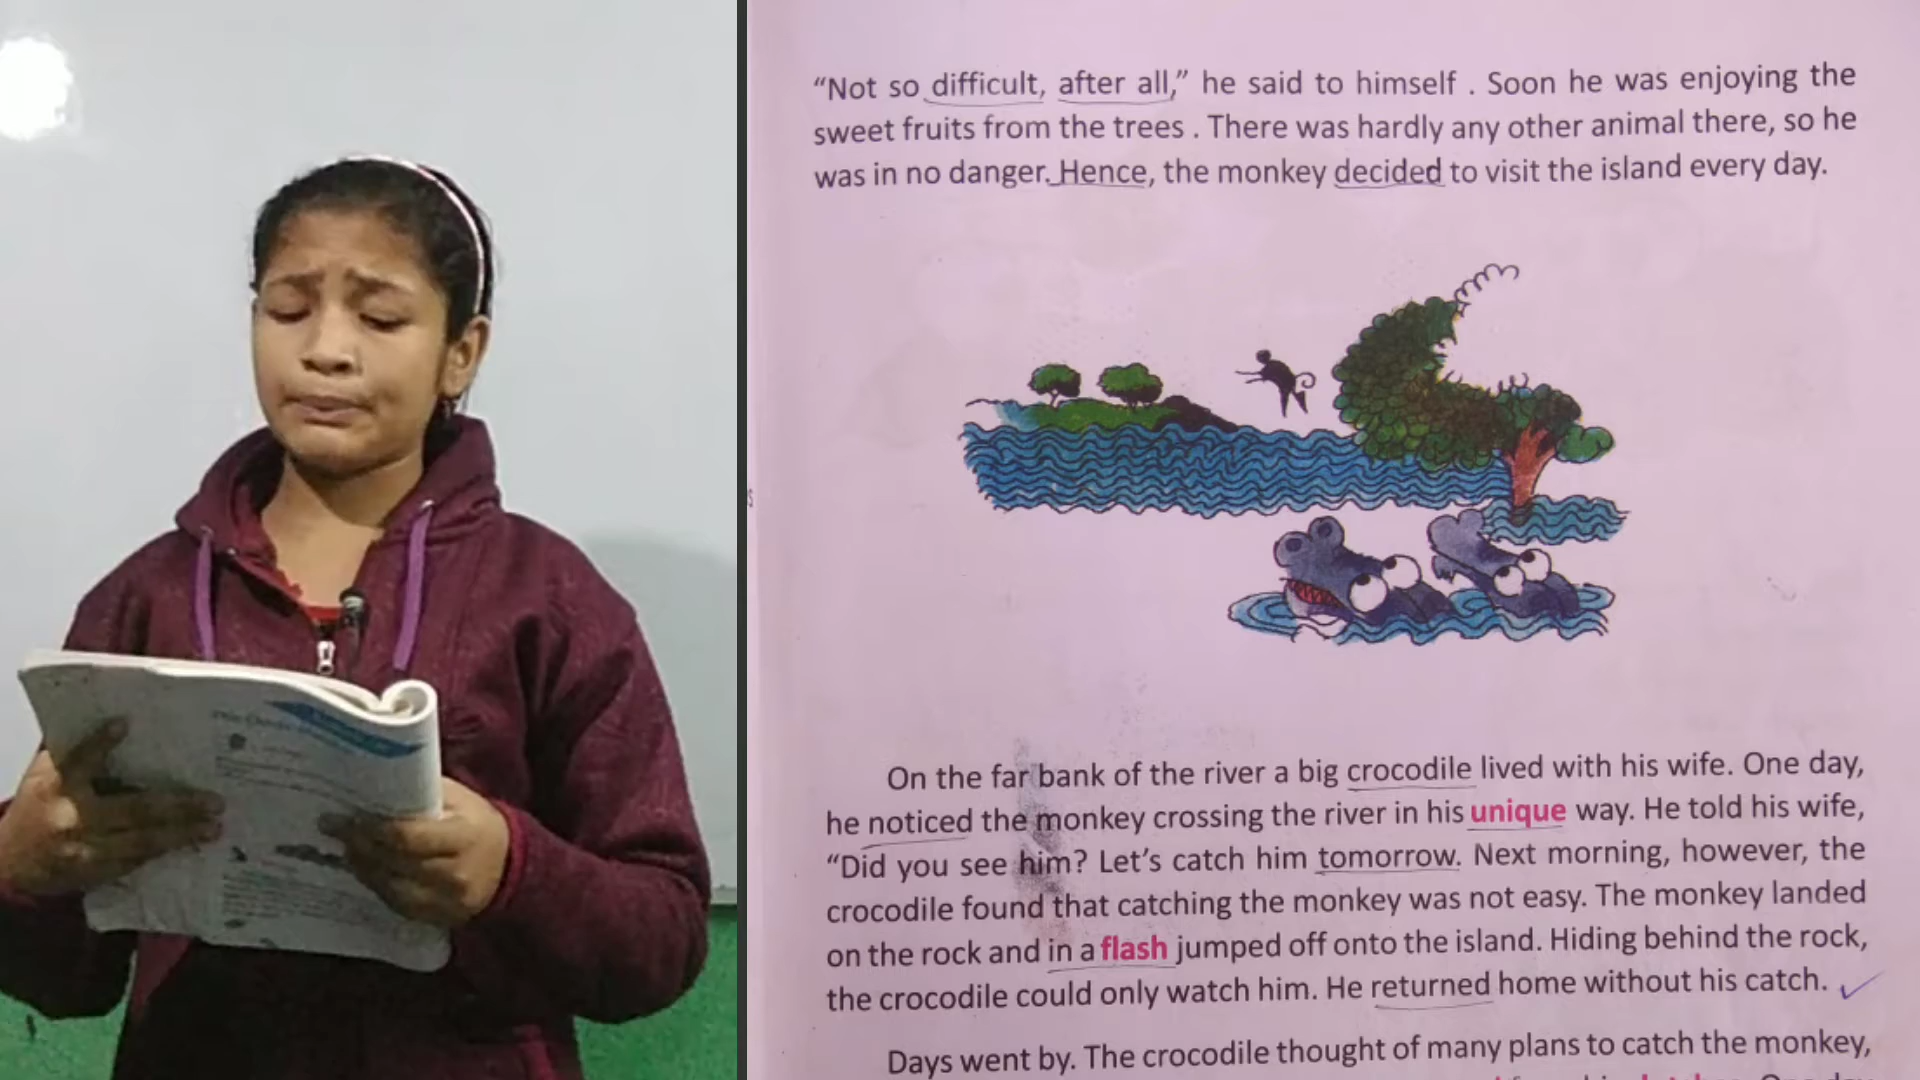 “Not so difficult, after all,” he said to himself . Soon he was enjoying the
sweet fruits from the trees . There was hardly any other animal there, so he
was in no danger. Hence, the monkey decided to visit the island every day.
On the far bank of the river a big crocodile lived with his wife. One day,
he noticed the monkey crossing the river in his unique way. He told his wife,
“Did you see him? Let’s catch him tomorrow. Next morning, however, the
crocodile found that catching the monkey was not easy. The monkey landed
on the rock and in a flash jumped off onto the island. Hiding behind the rock,
the crocodile could only watch him. He returned home without his catch.
Days went by. The crocodile thought of many plans to catch the monkey,